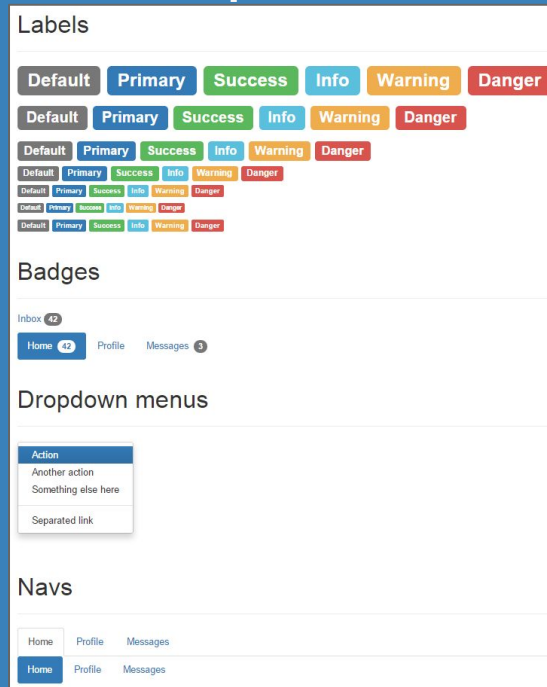 Labels
Default Primary Success Info Warning Danger
Default Primary Success Info Warning Danger
Default Primary Success Info Warning Danger
Default Primary Success Info Warning Danger
Default Primary Success Info Warning Danger
Default Primary Success Info Warning Danger
Default Primary Success Info Warning Danger
Badges
Inbox 42
Home 42 Profile Messages 3
Dropdown menus
Action
Another action
Something else here
Separated link
Navs
Home Profile Messages
Home Profile Messages